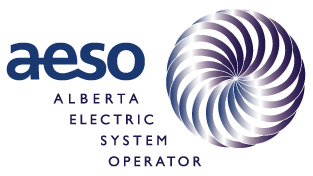 aeso
ALBERTA
ELECTRIC
SYSTEM
OPERATOR